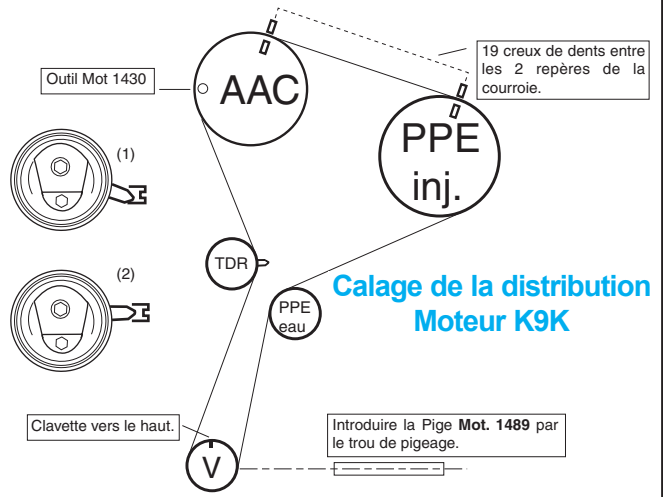 19 creux de dents entre
les 2 repères de la
courroie.
Outil Mot 1430
AAC
PPE
inj.
(1)
TDR
(2)
PPE
eau
Calage de la distribution
Moteur K9K
Clavette vers le haut.
Introduire la Pige Mot. 1489 par
le trou de pigeage.
V